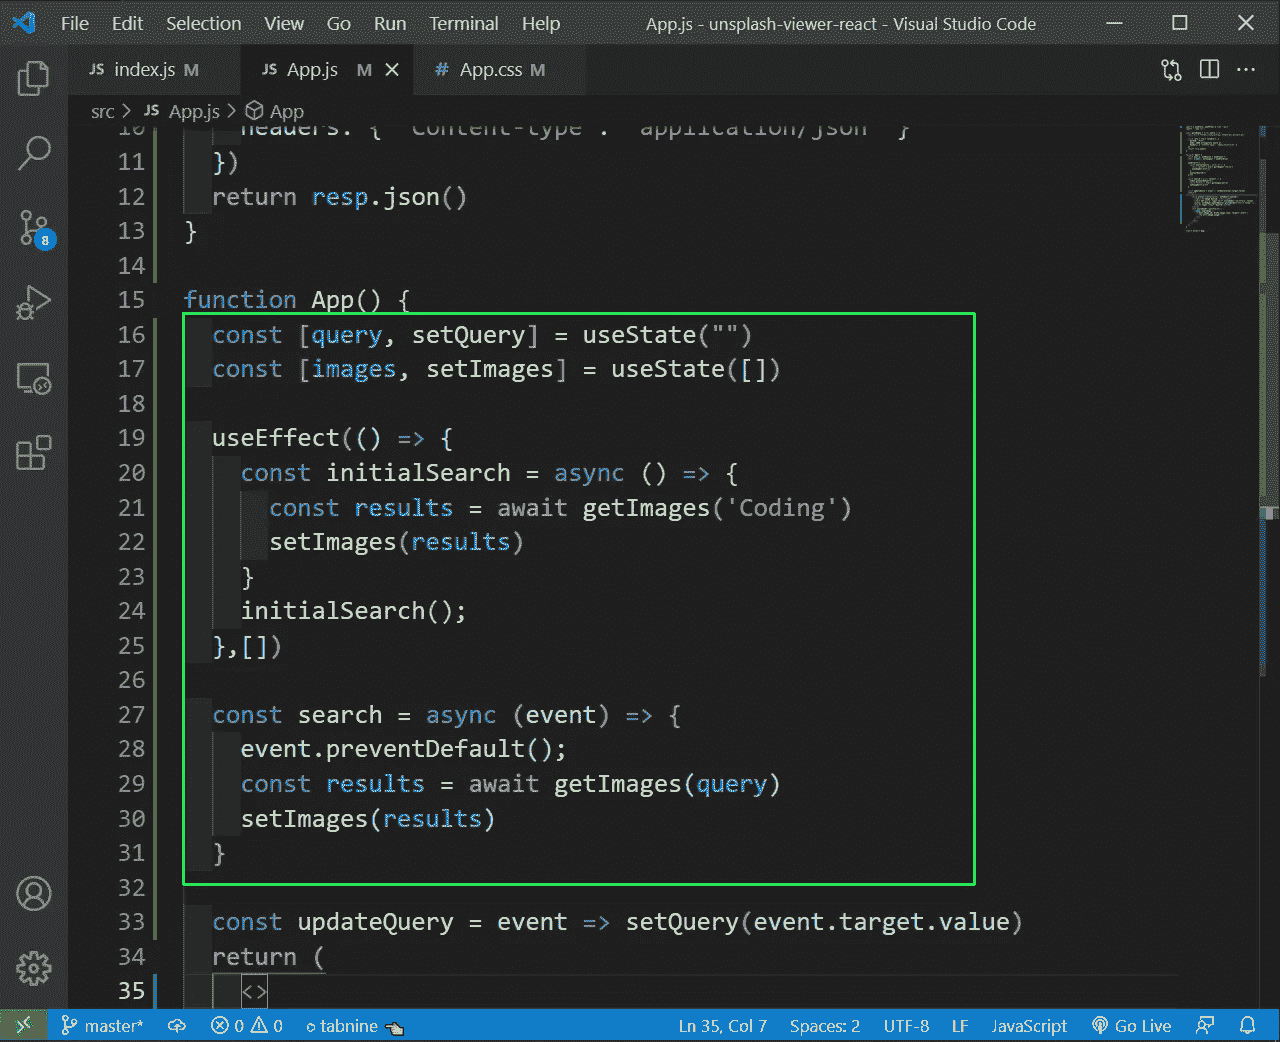 File Edit Selection View Go Run Terminal Help App.js - unsplash-viewer-react - Visual Studio Code
JS index.js M JS App.js M # App.css M
src > JS App.js > App
10 headers: { "content-type": "application/json" }
11 })
12 return resp.json()
13 }
14
15 function App() {
16 const [query, setQuery] = useState("")
17 const [images, setImages] = useState([])
18
19 useEffect(() => {
20 const initialSearch = async () => {
21 const results = await getImages('Coding')
22 setImages(results)
23 }
24 initialSearch();
25 },[])
26
27 const search = async (event) => {
28 event.preventDefault();
29 const results = await getImages(query)
30 setImages(results)
31 }
32
33 const updateQuery = event => setQuery(event.target.value)
34 return (
35 <>
8
master* 0 0 tabnine Ln 35, Col 7 Spaces: 2 UTF-8 LF JavaScript Go Live